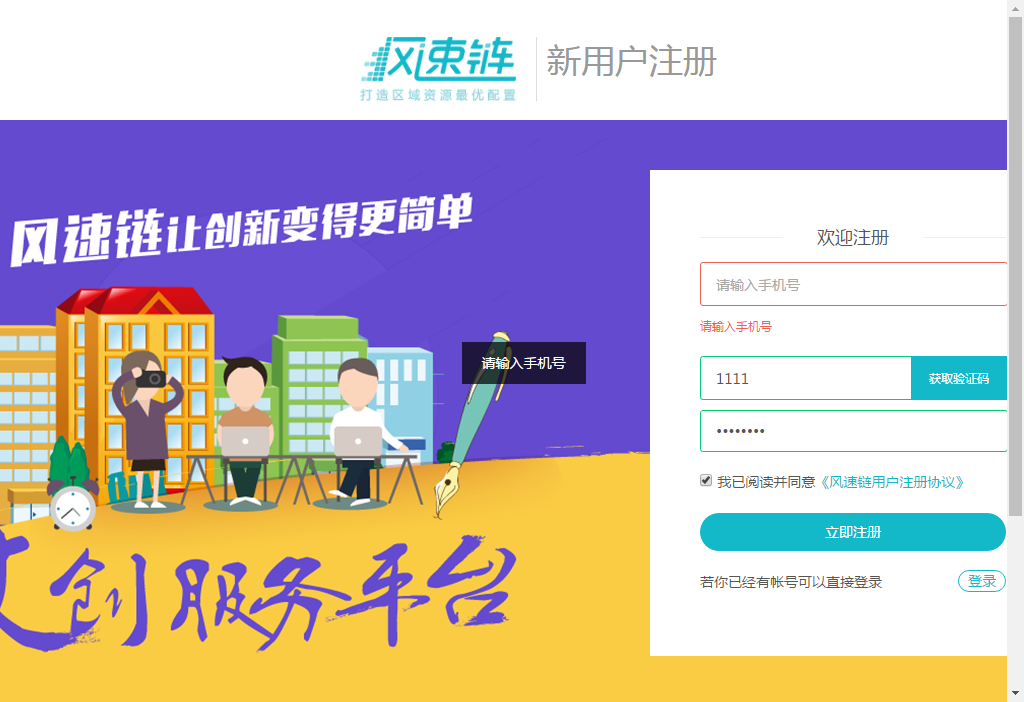 风速链
打造区域资源最优配置
新用户注册
风速链让创新变得更简单
欢迎注册
请输入手机号
请输入手机号
请输入手机号
1111
获取验证码
••••••••
我已阅读并同意《风速链用户注册协议》
立即注册
若你已经有帐号可以直接登录
登录
文创服务平台